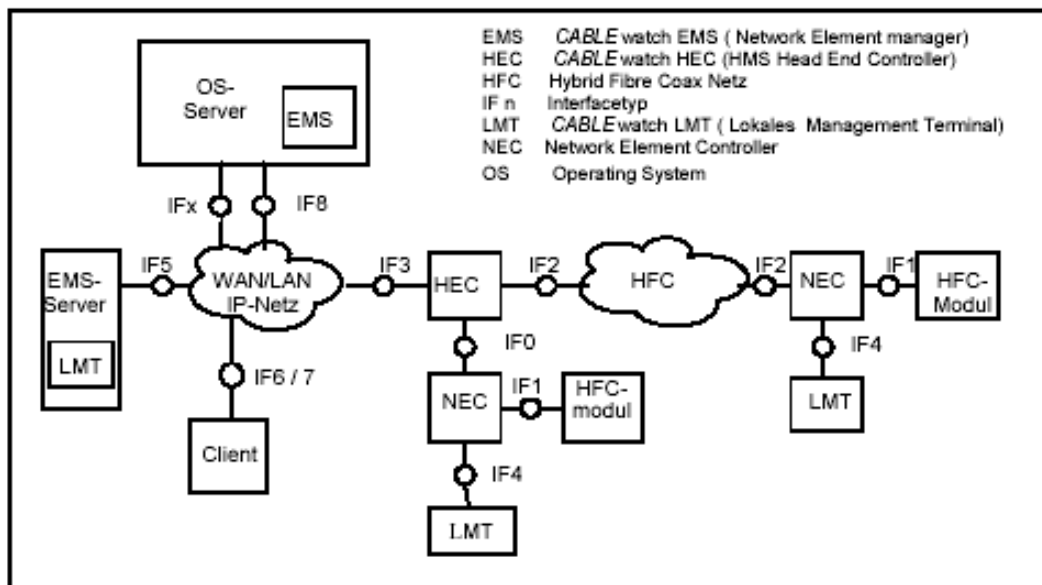 EMS CABLE watch EMS ( Network Element manager)
HEC CABLE watch HEC (HMS Head End Controller)
HFC Hybrid Fibre Coax Netz
IF n Interfacetyp
LMT CABLE watch LMT ( Lokales Management Terminal)
NEC Network Element Controller
OS Operating System
OS-
Server
EMS
IFx
IF8
EMS-
Server
LMT
IF5
WAN/LAN
IP-Netz
IF3
HEC
IF2
HFC
IF2
NEC
IF1
HFC-
Modul
IF0
IF4
LMT
IF6 / 7
Client
NEC
IF1
HFC-
modul
IF4
LMT